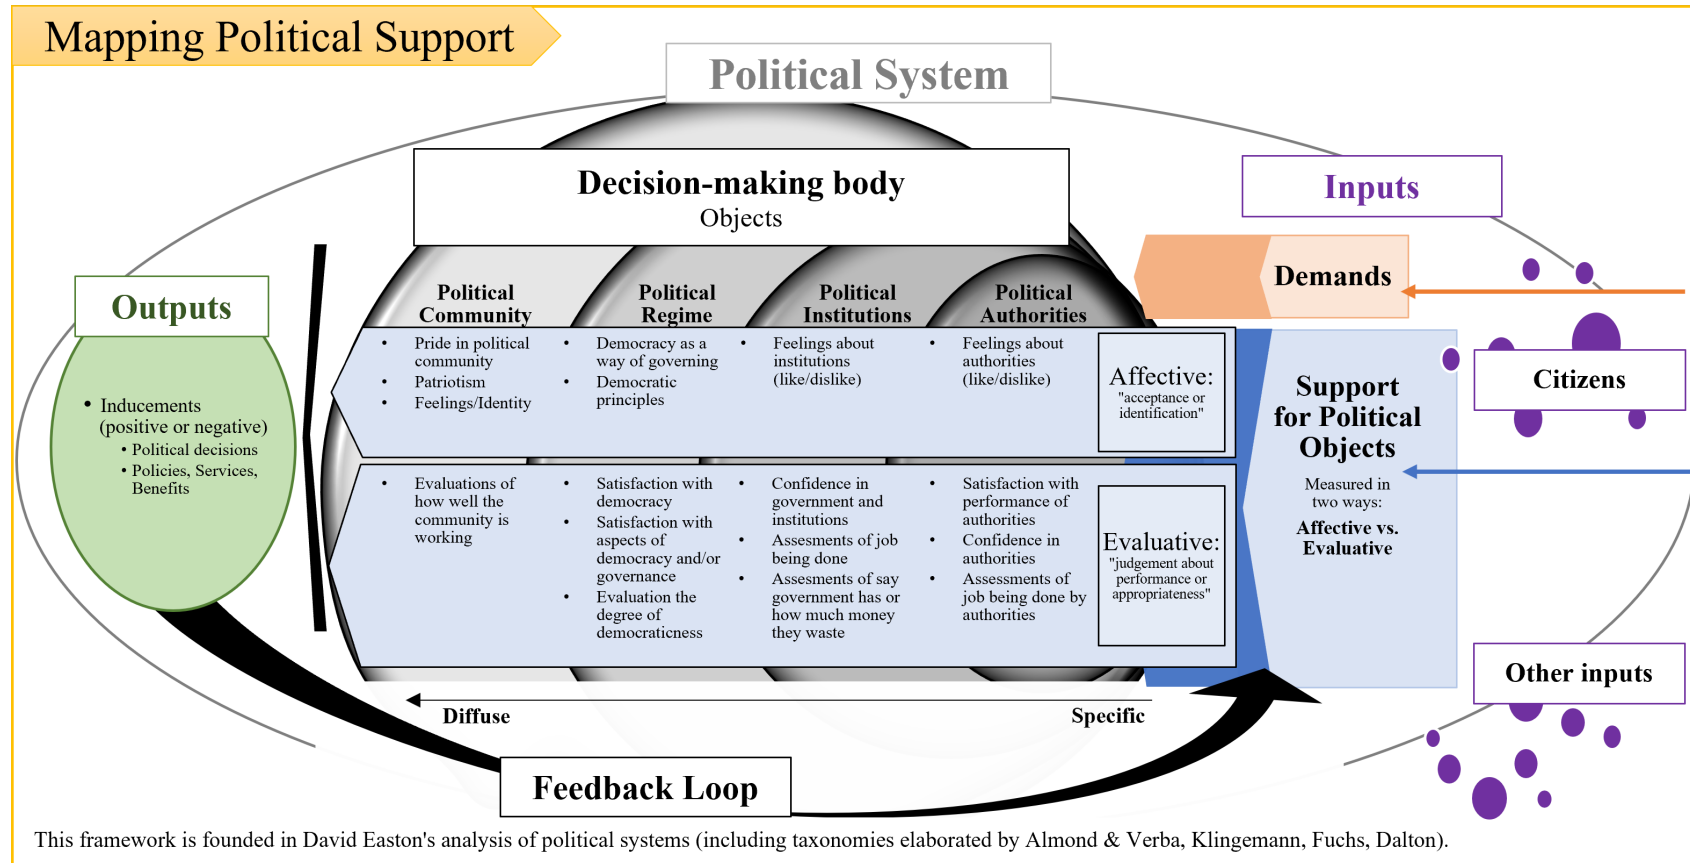 Mapping Political Support
Political System
Decision-making body
Objects
Inputs
Demands
Outputs
• Inducements
(positive or negative)
• Political decisions
• Policies, Services,
Benefits
Political
Community
Political
Regime
Political
Institutions
Political
Authorities
• Pride in political
community
• Patriotism
• Feelings/Identity
• Democracy as a
way of governing
• Democratic
principles
• Feelings about
institutions
(like/dislike)
• Feelings about
authorities
(like/dislike)
Affective:
"acceptance or
identification"
• Evaluations of
how well the
community is
working
• Satisfaction with
democracy
• Satisfaction with
aspects of
democracy and/or
governance
• Evaluation the
degree of
democraticness
• Confidence in
government and
institutions
• Assesments of job
being done
• Assesments of say
government has or
how much money
they waste
• Satisfaction with
performance of
authorities
• Confidence in
authorities
• Assessments of
job being done by
authorities
Evaluative:
"judgement about
performance or
appropriateness"
Support
for Political
Objects
Measured in
two ways:
Affective vs.
Evaluative
Citizens
Other inputs
Diffuse
Specific
Feedback Loop
This framework is founded in David Easton's analysis of political systems (including taxonomies elaborated by Almond & Verba, Klingemann, Fuchs, Dalton).